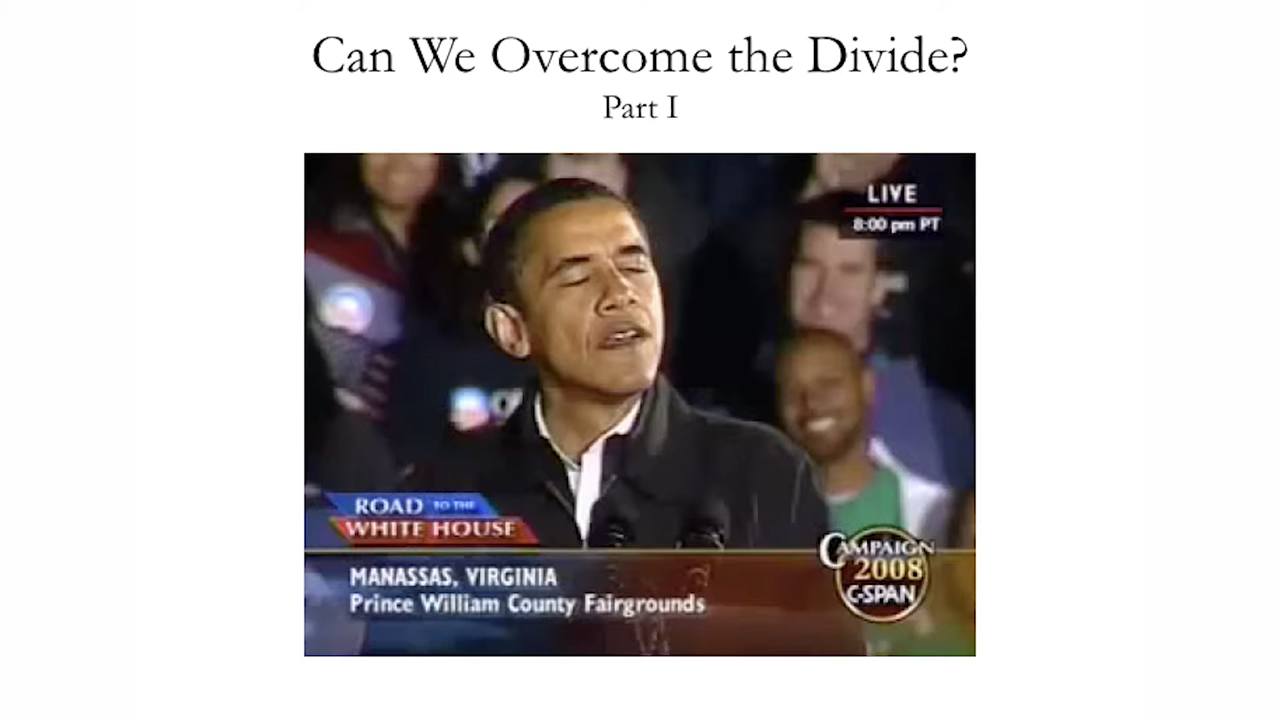 Can We Overcome the Divide?
Part I
LIVE
8:00 pm PT
ROAD TO THE
WHITE HOUSE
MANASSAS, VIRGINIA
Prince William County Fairgrounds
CAMPAIGN
2008
C-SPAN